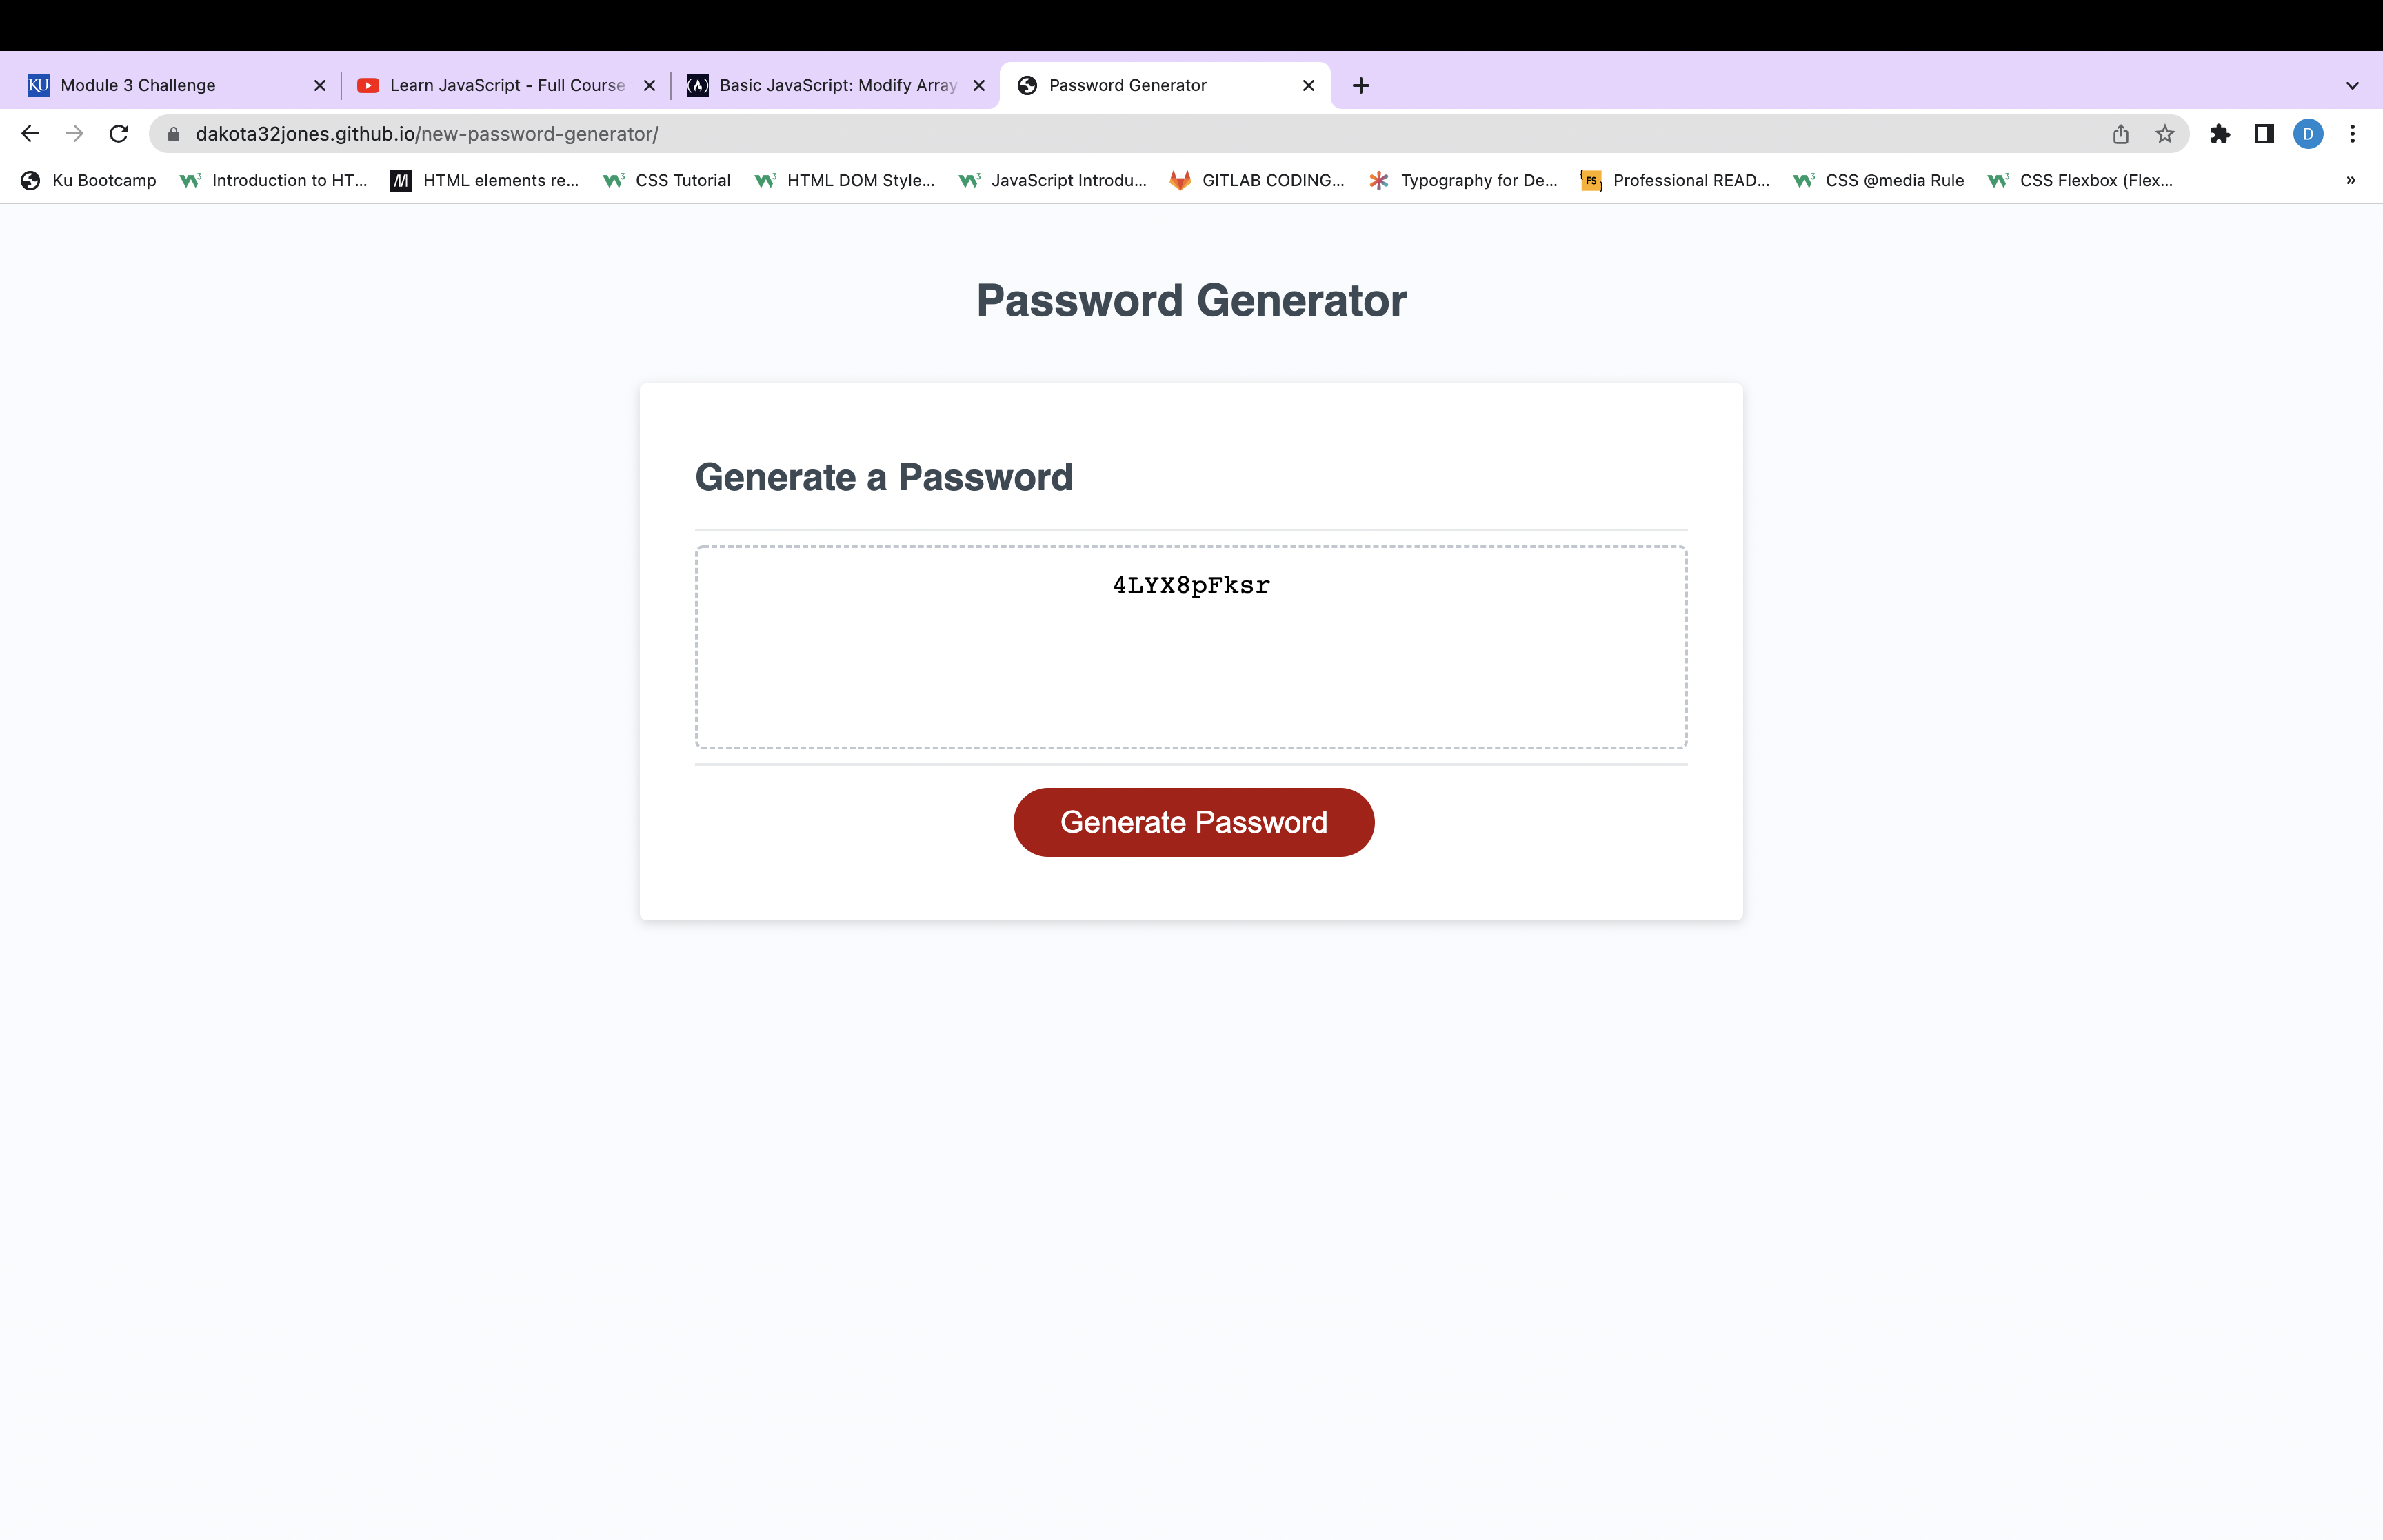 KU Module 3 Challenge
Learn JavaScript - Full Course
Basic JavaScript: Modify Array
Password Generator
dakota32jones.github.io/new-password-generator/
D
Ku Bootcamp
Introduction to HT...
HTML elements re...
CSS Tutorial
HTML DOM Style...
JavaScript Introdu...
GITLAB CODING...
Typography for De...
FS Professional READ...
CSS @media Rule
CSS Flexbox (Flex...
»
Password Generator
Generate a Password
4LYX8pFksr
Generate Password